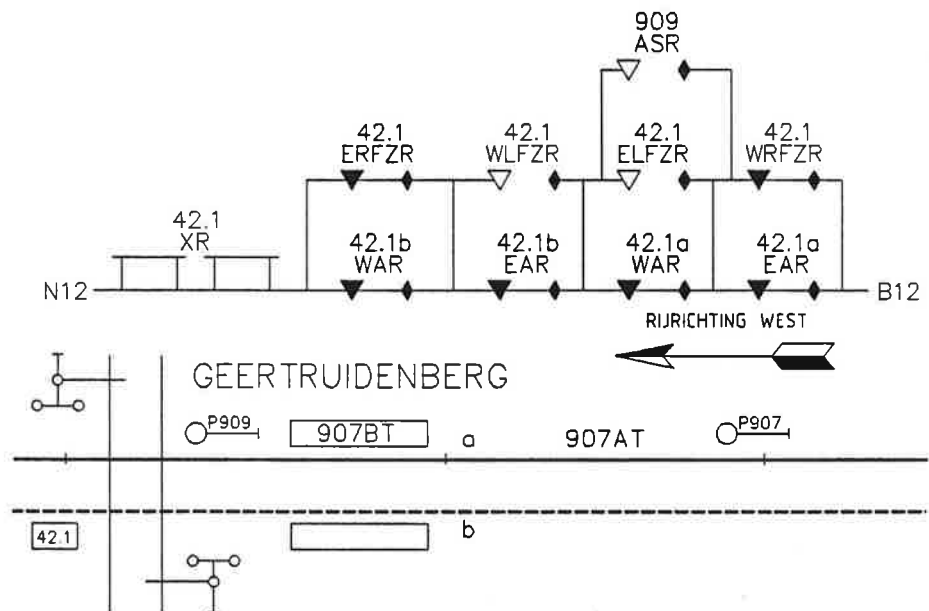 909
ASR
42.1
ERFZR
42.1
WLFZR
42.1
ELFZR
42.1
WRFZR
42.1
XR
42.1b
WAR
42.1b
EAR
42.1a
WAR
42.1a
EAR
N12
B12
RIJRICHTING WEST
GEERTRUIDENBERG
P909
907BT
a
907AT
P907
42.1
b